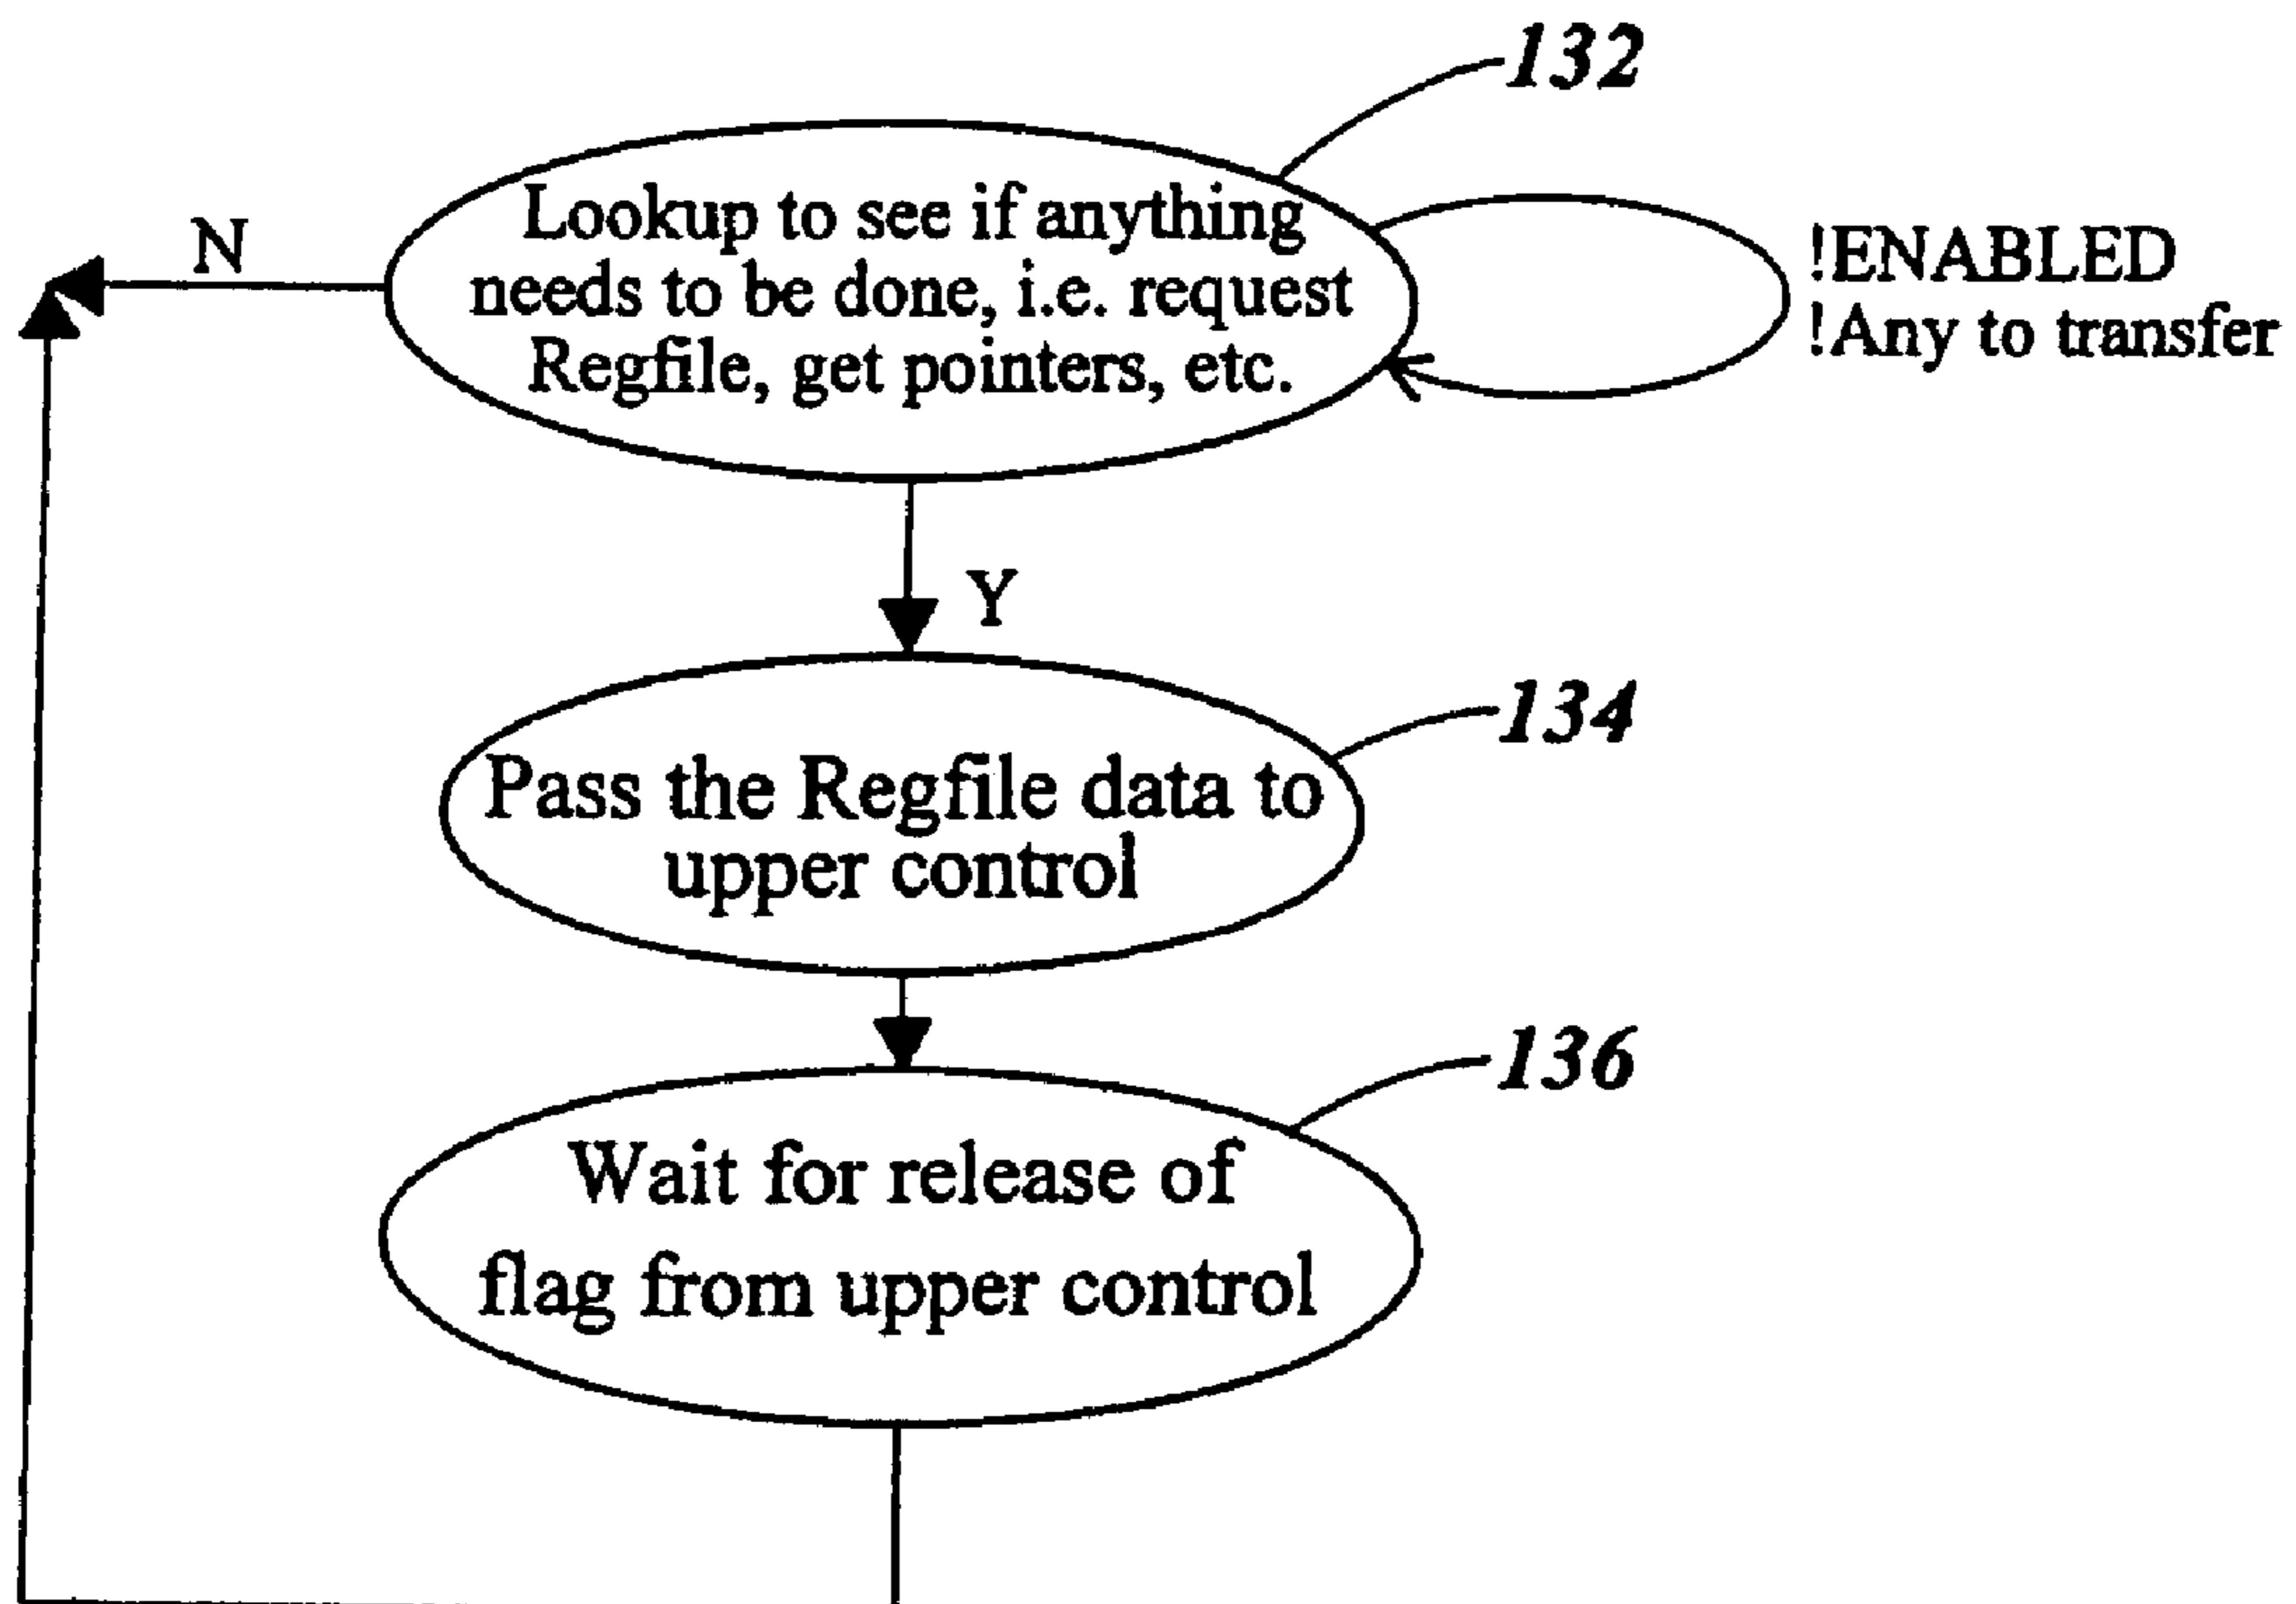 132
Lookup to see if anything
needs to be done, i.e. request
Regfile, get pointers, etc.
N
!ENABLED
!Any to transfer
Y
134
Pass the Regfile data to
upper control
136
Wait for release of
flag from upper control